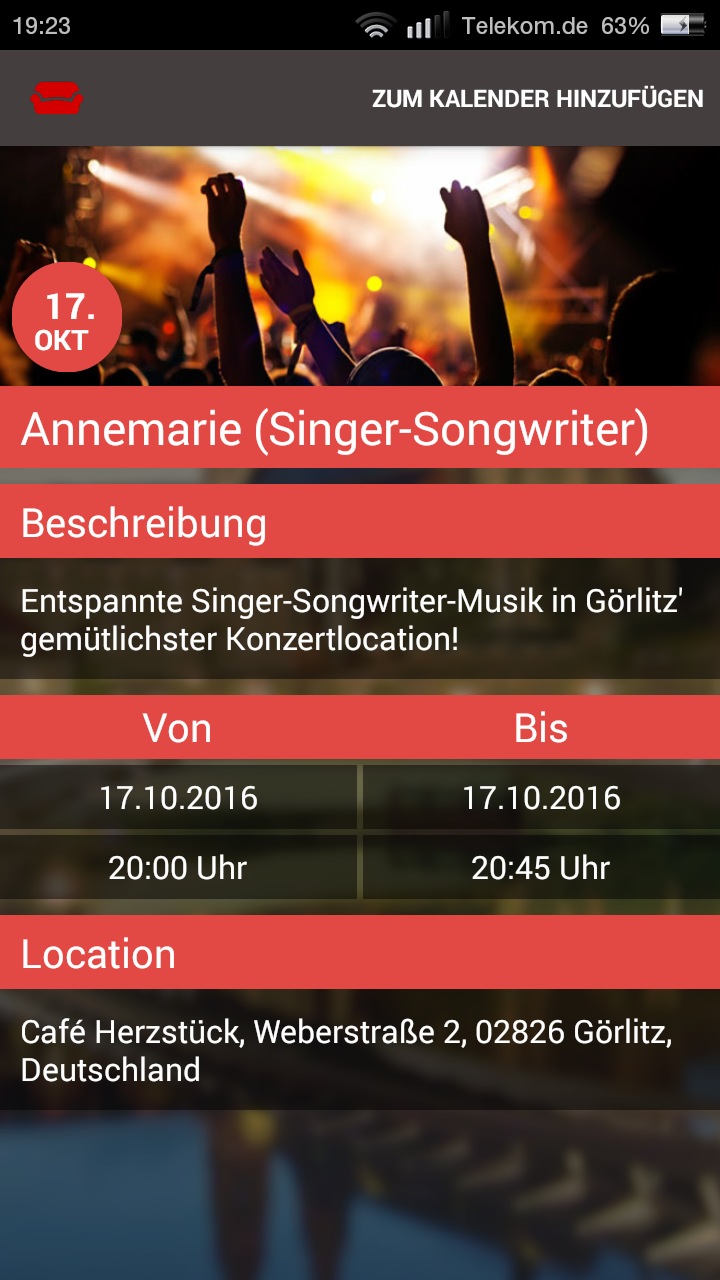 19:23 Telekom.de 63%
ZUM KALENDER HINZUFÜGEN
17.
OKT
Annemarie (Singer-Songwriter)
Beschreibung
Entspannte Singer-Songwriter-Musik in Görlitz'
gemütlichster Konzertlocation!
Von Bis
17.10.2016 17.10.2016
20:00 Uhr 20:45 Uhr
Location
Café Herzstück, Weberstraße 2, 02826 Görlitz,
Deutschland